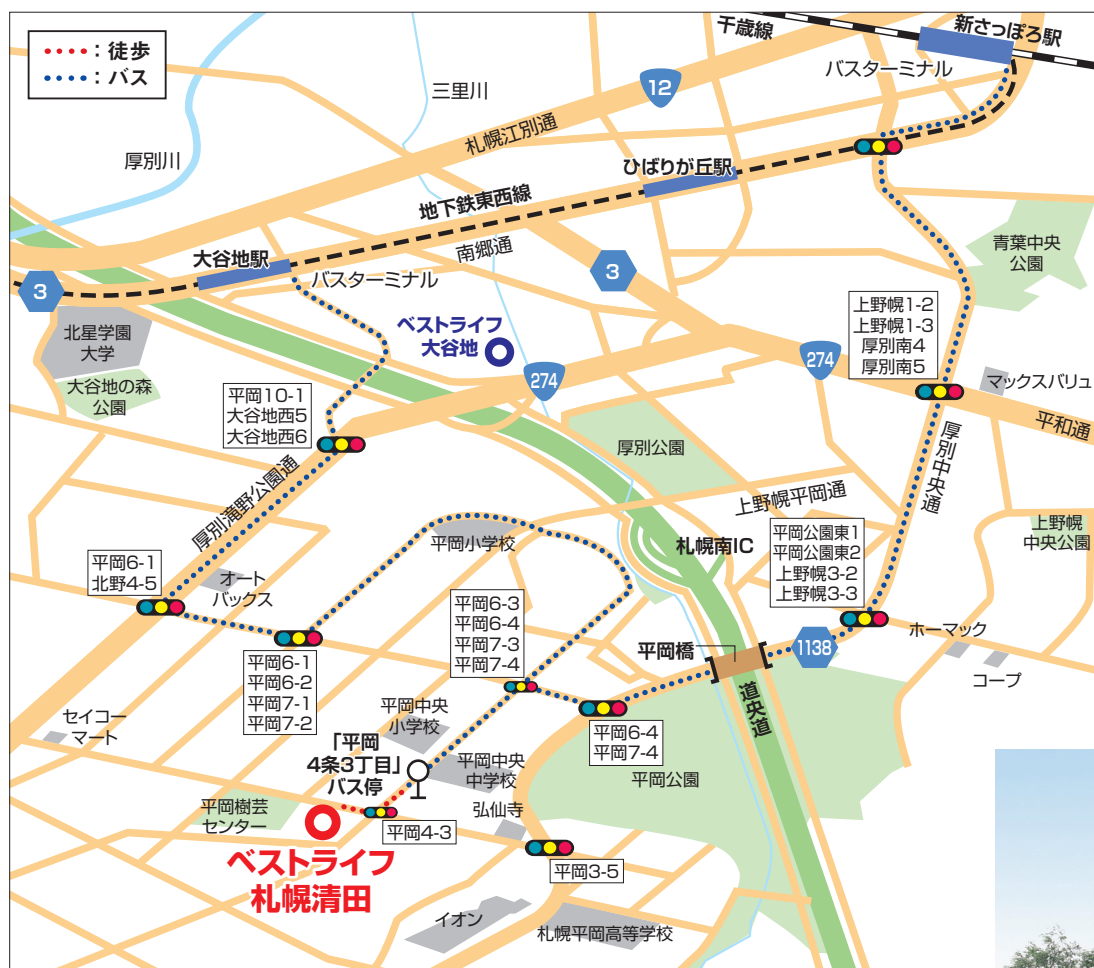 ：徒歩
：バス
千歳線
新さっぽろ駅
バスターミナル
12
三里川
札幌江別通
厚別川
ひばりが丘駅
地下鉄東西線
南郷通
大谷地駅
バスターミナル
3
3
青葉中央
公園
北星学園
大学
大谷地の森
公園
ベストライフ
大谷地
274
274
上野幌1-2
上野幌1-3
厚別南4
厚別南5
マックスバリュ
平和通
平岡10-1
大谷地西5
大谷地西6
厚別公園
厚別中央通
厚別滝野公園通
上野幌平岡通
札幌南IC
平岡小学校
平岡公園東1
平岡公園東2
上野幌3-2
上野幌3-3
上野幌
中央公園
平岡6-1
北野4-5
オート
バックス
平岡6-3
平岡6-4
平岡7-3
平岡7-4
平岡6-1
平岡6-2
平岡7-1
平岡7-2
平岡橋
1138
ホーマック
コープ
道央道
セイコー
マート
平岡中央
小学校
平岡6-4
平岡7-4
「平岡
4条3丁目」
バス停
平岡中央
中学校
平岡公園
平岡樹芸
センター
弘仙寺
平岡4-3
平岡3-5
ベストライフ
札幌清田
イオン
札幌平岡高等学校